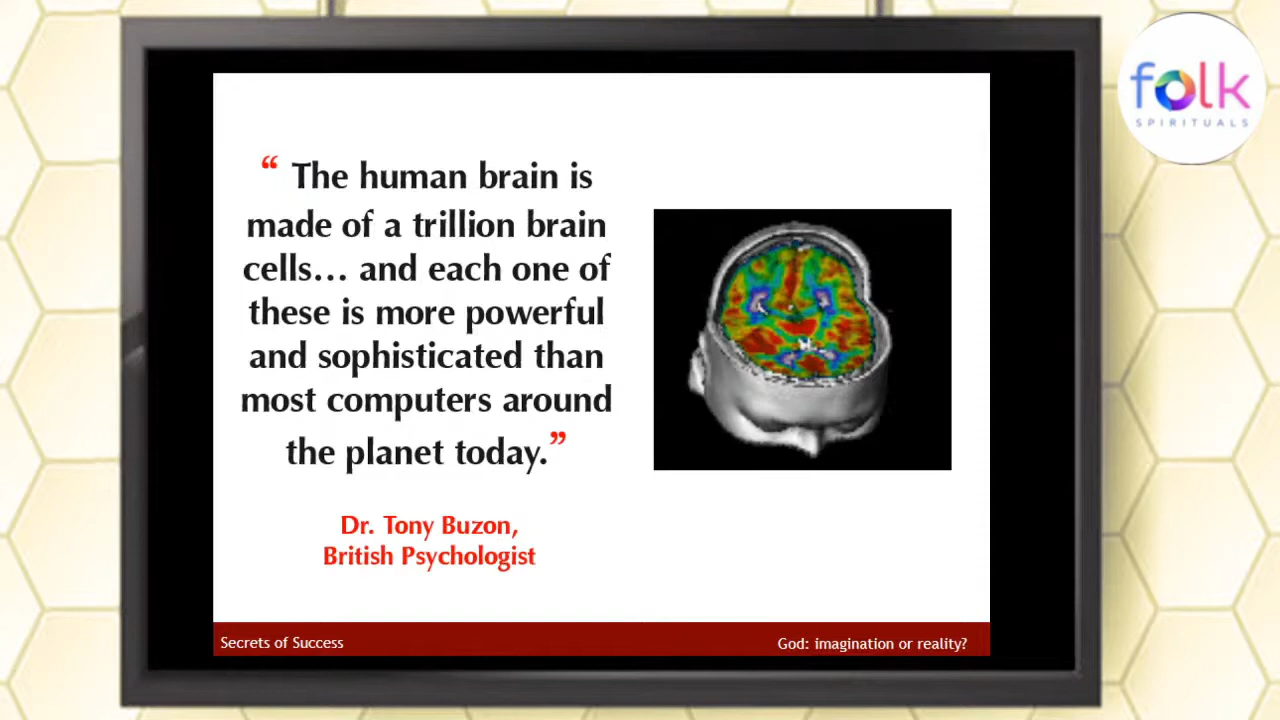 folk
SPIRITUALS
“ The human brain is
made of a trillion brain
cells... and each one of
these is more powerful
and sophisticated than
most computers around
the planet today.”
Dr. Tony Buzon,
British Psychologist
Secrets of Success
God: imagination or reality?